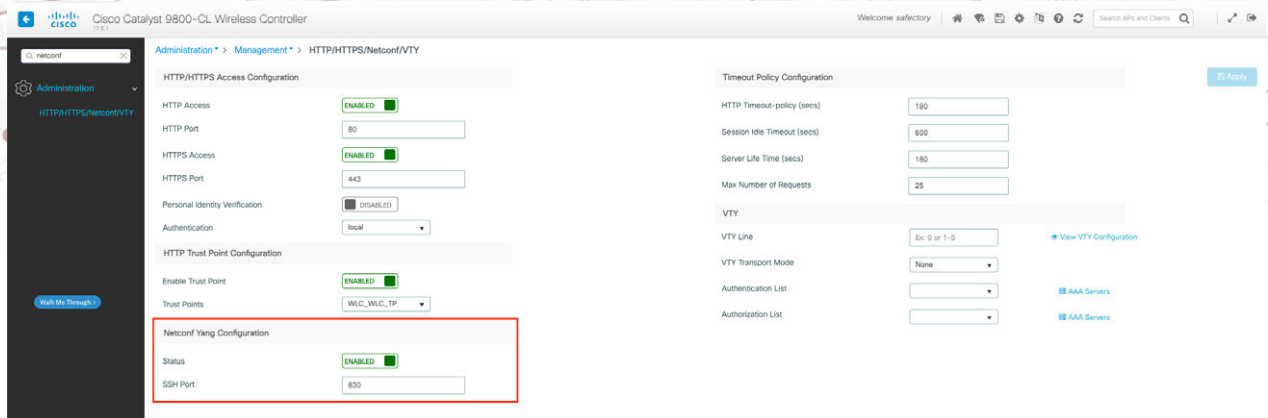 CISCO
Cisco Catalyst 9800-CL Wireless Controller
17.6.1
Welcome safectory
Search APs and Clients
netconf
Administration
HTTP/HTTPS/Netconf/VTY
Walk Me Through >
Administration > Management > HTTP/HTTPS/Netconf/VTY
HTTP/HTTPS Access Configuration
HTTP Access ENABLED
HTTP Port 80
HTTPS Access ENABLED
HTTPS Port 443
Personal Identity Verification DISABLED
Authentication local
HTTP Trust Point Configuration
Enable Trust Point ENABLED
Trust Points WLC_WLC_TP
Netconf Yang Configuration
Status ENABLED
SSH Port 830
Timeout Policy Configuration
Apply
HTTP Timeout-policy (secs) 180
Session Idle Timeout (secs) 600
Server Life Time (secs) 180
Max Number of Requests 25
VTY
VTY Line Ex: 0 or 1-5 View VTY Configuration
VTY Transport Mode None
Authentication List AAA Servers
Authorization List AAA Servers